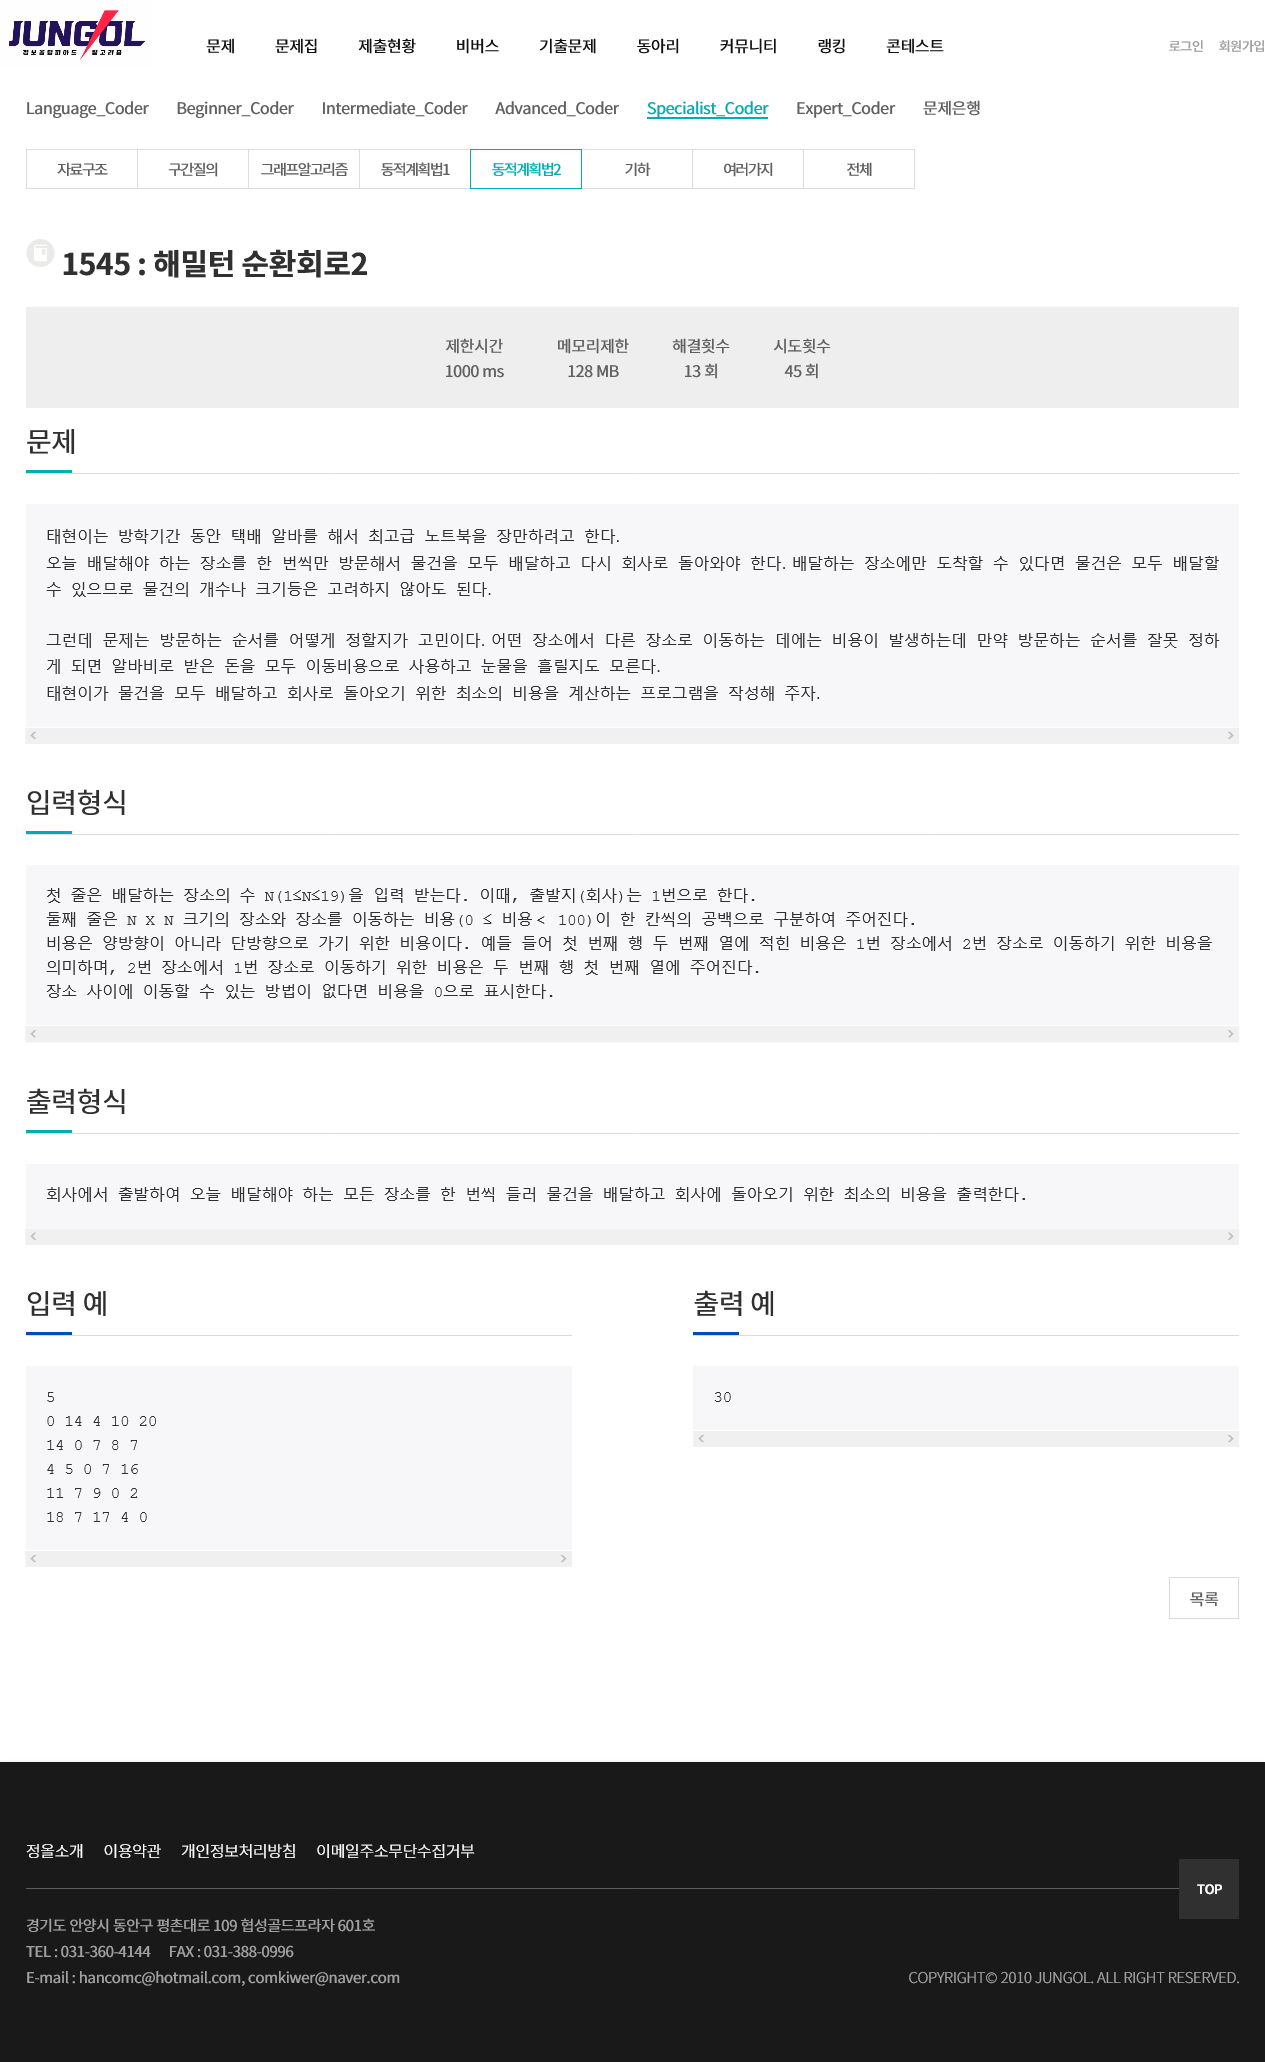 JUNGOL
정보올림피아드 알고리즘
문제 문제집 제출현황 비버스 기출문제 동아리 커뮤니티 랭킹 콘테스트 로그인 회원가입
Language_Coder Beginner_Coder Intermediate_Coder Advanced_Coder Specialist_Coder Expert_Coder 문제은행
자료구조 구간질의 그래프알고리즘 동적계획법1 동적계획법2 기하 여러가지 전체
1545 : 해밀턴 순환회로2
제한시간 메모리제한 해결횟수 시도횟수
1000 ms 128 MB 13 회 45 회
문제
태현이는 방학기간 동안 택배 알바를 해서 최고급 노트북을 장만하려고 한다.
오늘 배달해야 하는 장소를 한 번씩만 방문해서 물건을 모두 배달하고 다시 회사로 돌아와야 한다. 배달하는 장소에만 도착할 수 있다면 물건은 모두 배달할
수 있으므로 물건의 개수나 크기등은 고려하지 않아도 된다.
그런데 문제는 방문하는 순서를 어떻게 정할지가 고민이다. 어떤 장소에서 다른 장소로 이동하는 데에는 비용이 발생하는데 만약 방문하는 순서를 잘못 정하
게 되면 알바비로 받은 돈을 모두 이동비용으로 사용하고 눈물을 흘릴지도 모른다.
태현이가 물건을 모두 배달하고 회사로 돌아오기 위한 최소의 비용을 계산하는 프로그램을 작성해 주자.
입력형식
첫 줄은 배달하는 장소의 수 N(1≤N≤19)을 입력 받는다. 이때, 출발지(회사)는 1번으로 한다.
둘째 줄은 N X N 크기의 장소와 장소를 이동하는 비용(0 ≤ 비용< 100)이 한 칸씩의 공백으로 구분하여 주어진다.
비용은 양방향이 아니라 단방향으로 가기 위한 비용이다. 예들 들어 첫 번째 행 두 번째 열에 적힌 비용은 1번 장소에서 2번 장소로 이동하기 위한 비용을
의미하며, 2번 장소에서 1번 장소로 이동하기 위한 비용은 두 번째 행 첫 번째 열에 주어진다.
장소 사이에 이동할 수 있는 방법이 없다면 비용을 0으로 표시한다.
출력형식
회사에서 출발하여 오늘 배달해야 하는 모든 장소를 한 번씩 들러 물건을 배달하고 회사에 돌아오기 위한 최소의 비용을 출력한다.
입력 예
5
0 14 4 10 20
14 0 7 8 7
4 5 0 7 16
11 7 9 0 2
18 7 17 4 0
출력 예
30
목록
정올소개 이용약관 개인정보처리방침 이메일주소무단수집거부
TOP
경기도 안양시 동안구 평촌대로 109 협성골드프라자 601호
TEL : 031-360-4144 FAX : 031-388-0996
E-mail : hancomc@hotmail.com, comkiwer@naver.com
COPYRIGHT© 2010 JUNGOL. ALL RIGHT RESERVED.